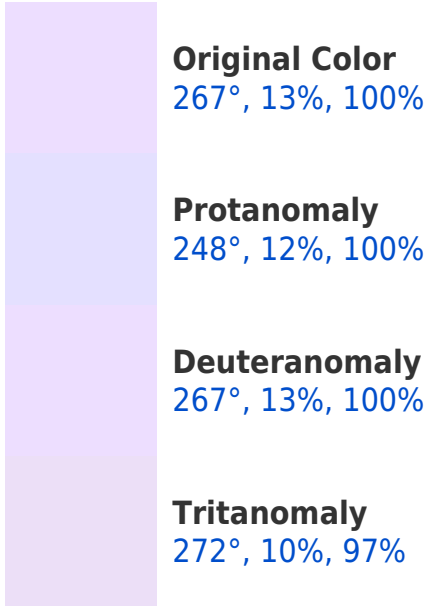 Original Color
267°, 13%, 100%
Protanomaly
248°, 12%, 100%
Deuteranomaly
267°, 13%, 100%
Tritanomaly
272°, 10%, 97%